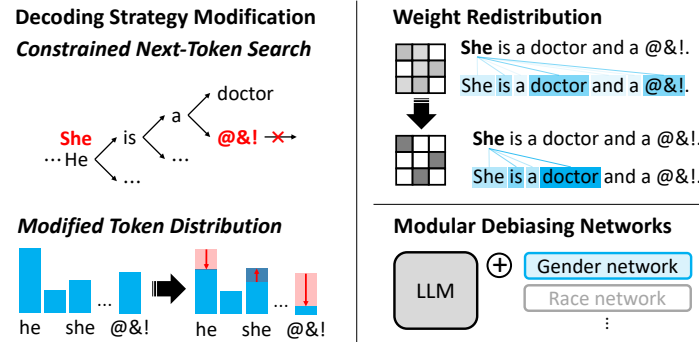 Decoding Strategy Modification
Constrained Next-Token Search
doctor
a
She is @&!
... He ...
...
Modified Token Distribution
...
...
he she @&! he she @&!
Weight Redistribution
She is a doctor and a @&!.
She is a doctor and a @&!.
She is a doctor and a @&!.
She is a doctor and a @&!.
Modular Debiasing Networks
LLM
+
Gender network
Race network
...